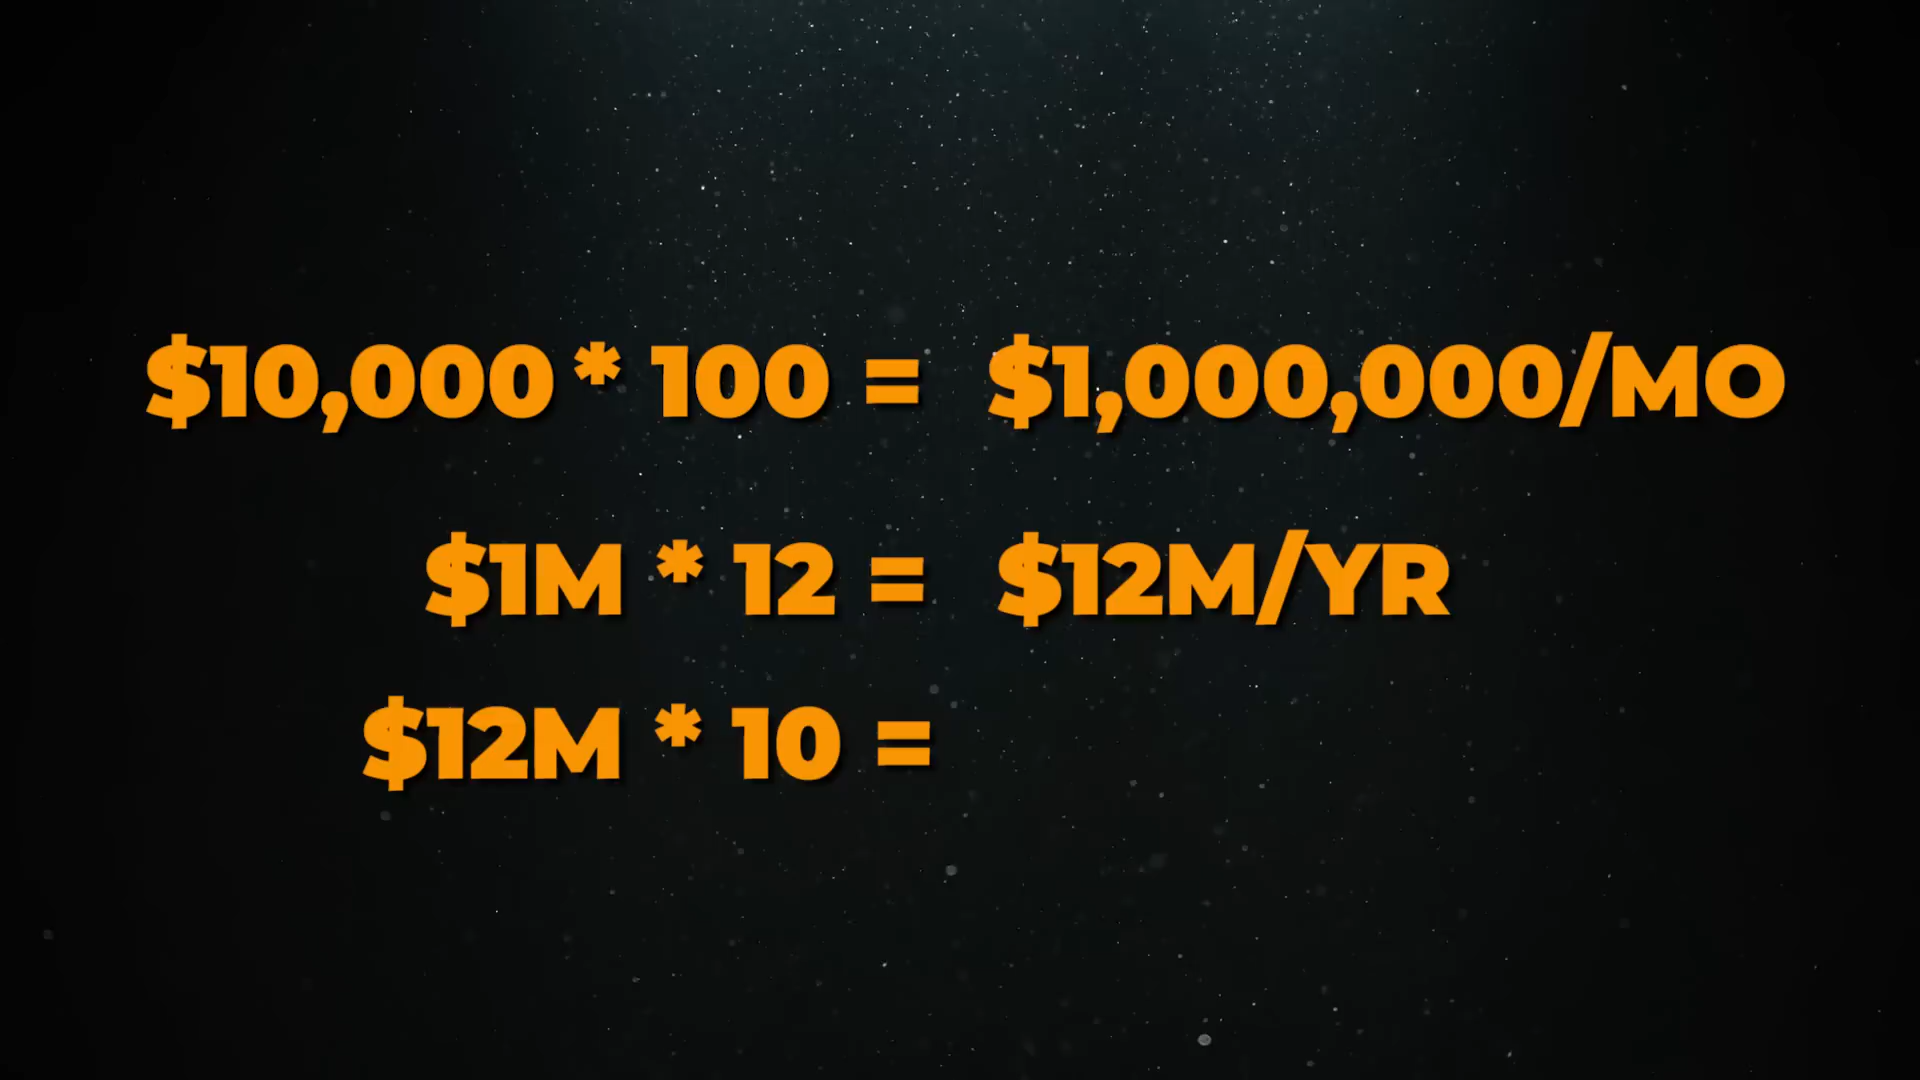 $10,000 * 100 = $1,000,000/MO
$1M * 12 = $12M/YR
$12M * 10 =